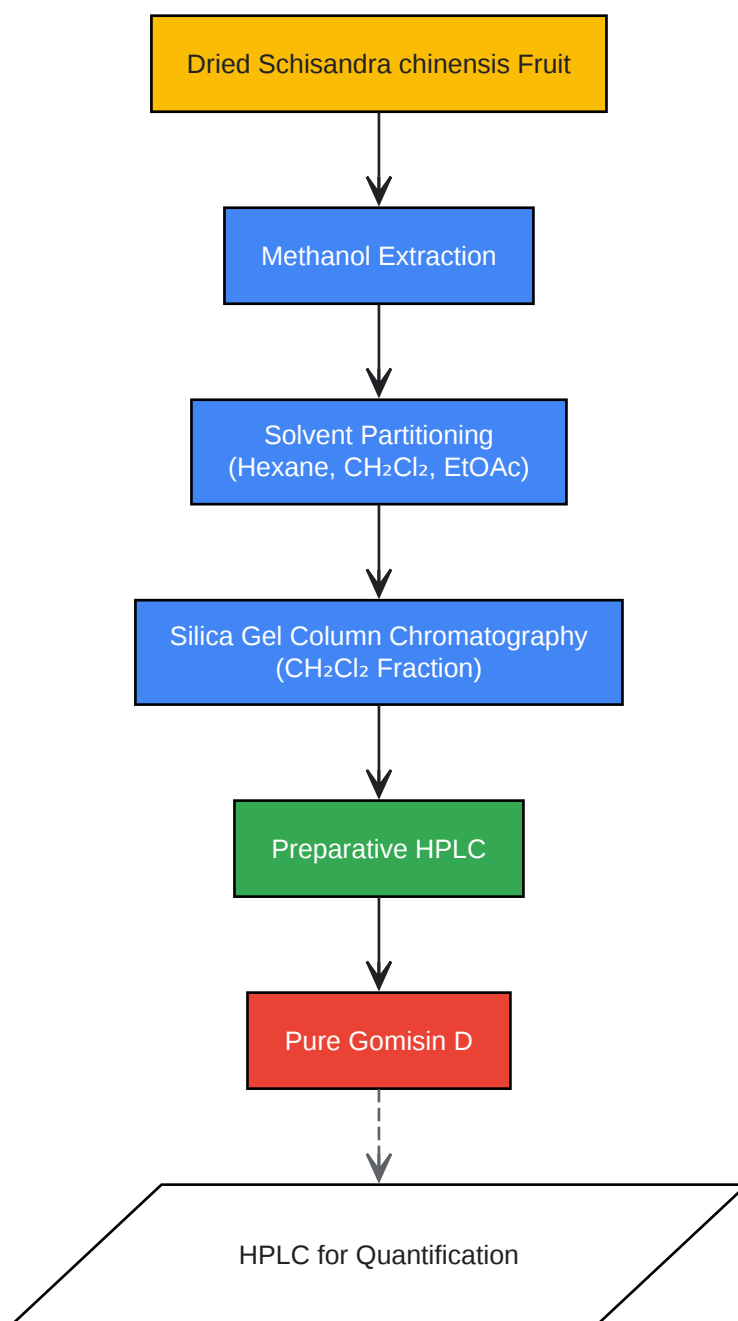 Dried Schisandra chinensis Fruit
Methanol Extraction
Solvent Partitioning
(Hexane, CH₂Cl₂, EtOAc)
Silica Gel Column Chromatography
(CH₂Cl₂ Fraction)
Preparative HPLC
Pure Gomisin D
HPLC for Quantification